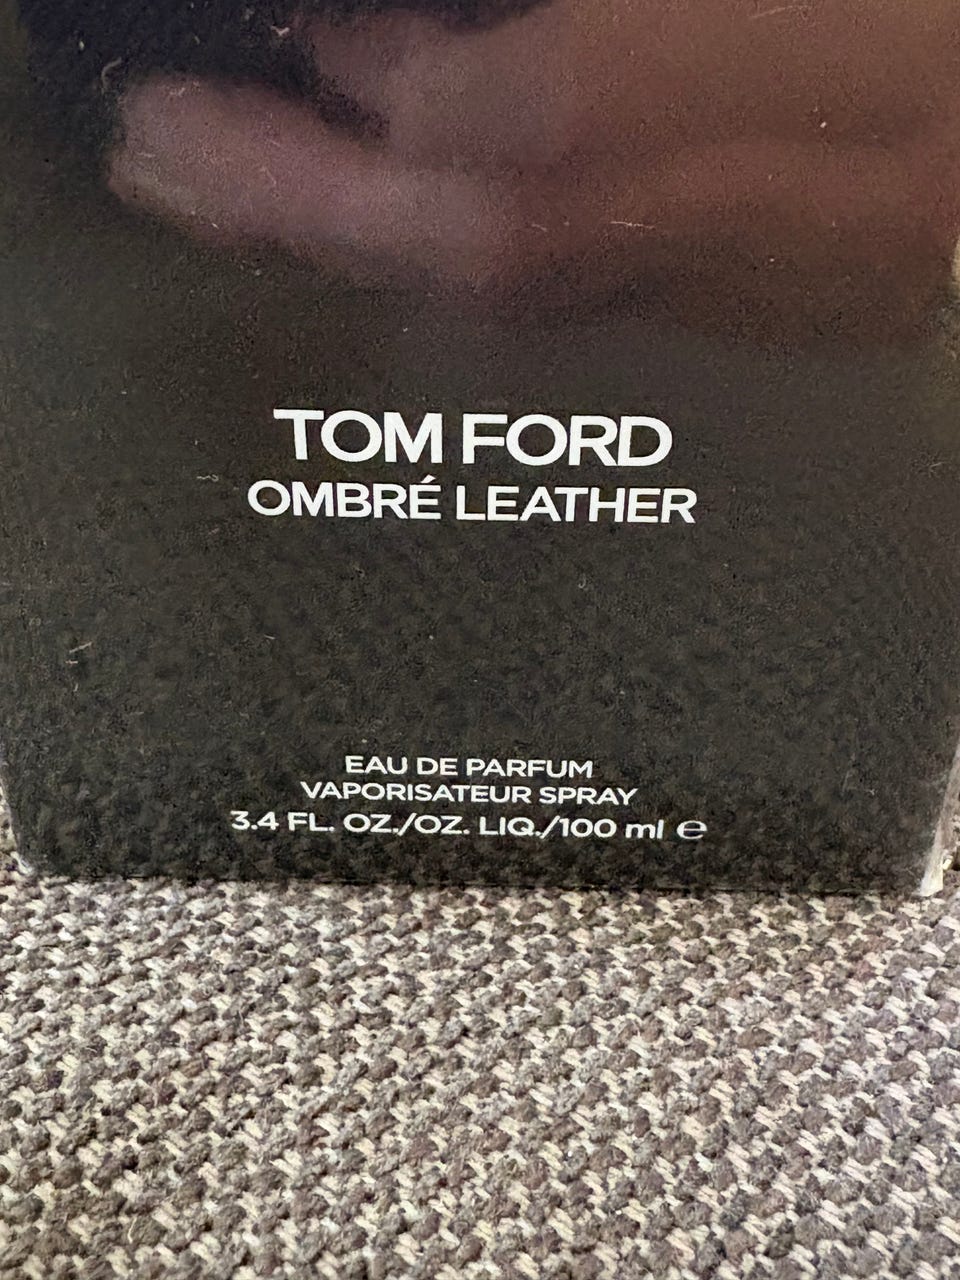 TOM FORD
OMBRÉ LEATHER
EAU DE PARFUM
VAPORISATEUR SPRAY
3.4 FL. OZ./OZ. LIQ./100 ml ℮